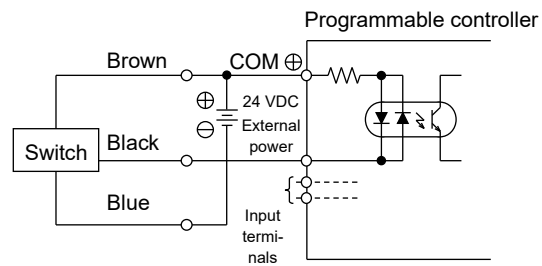 Programmable controller
Brown
COM ⊕
⊕
24 VDC
External
power
⊖
Switch
Black
Blue
Input
termi-
nals